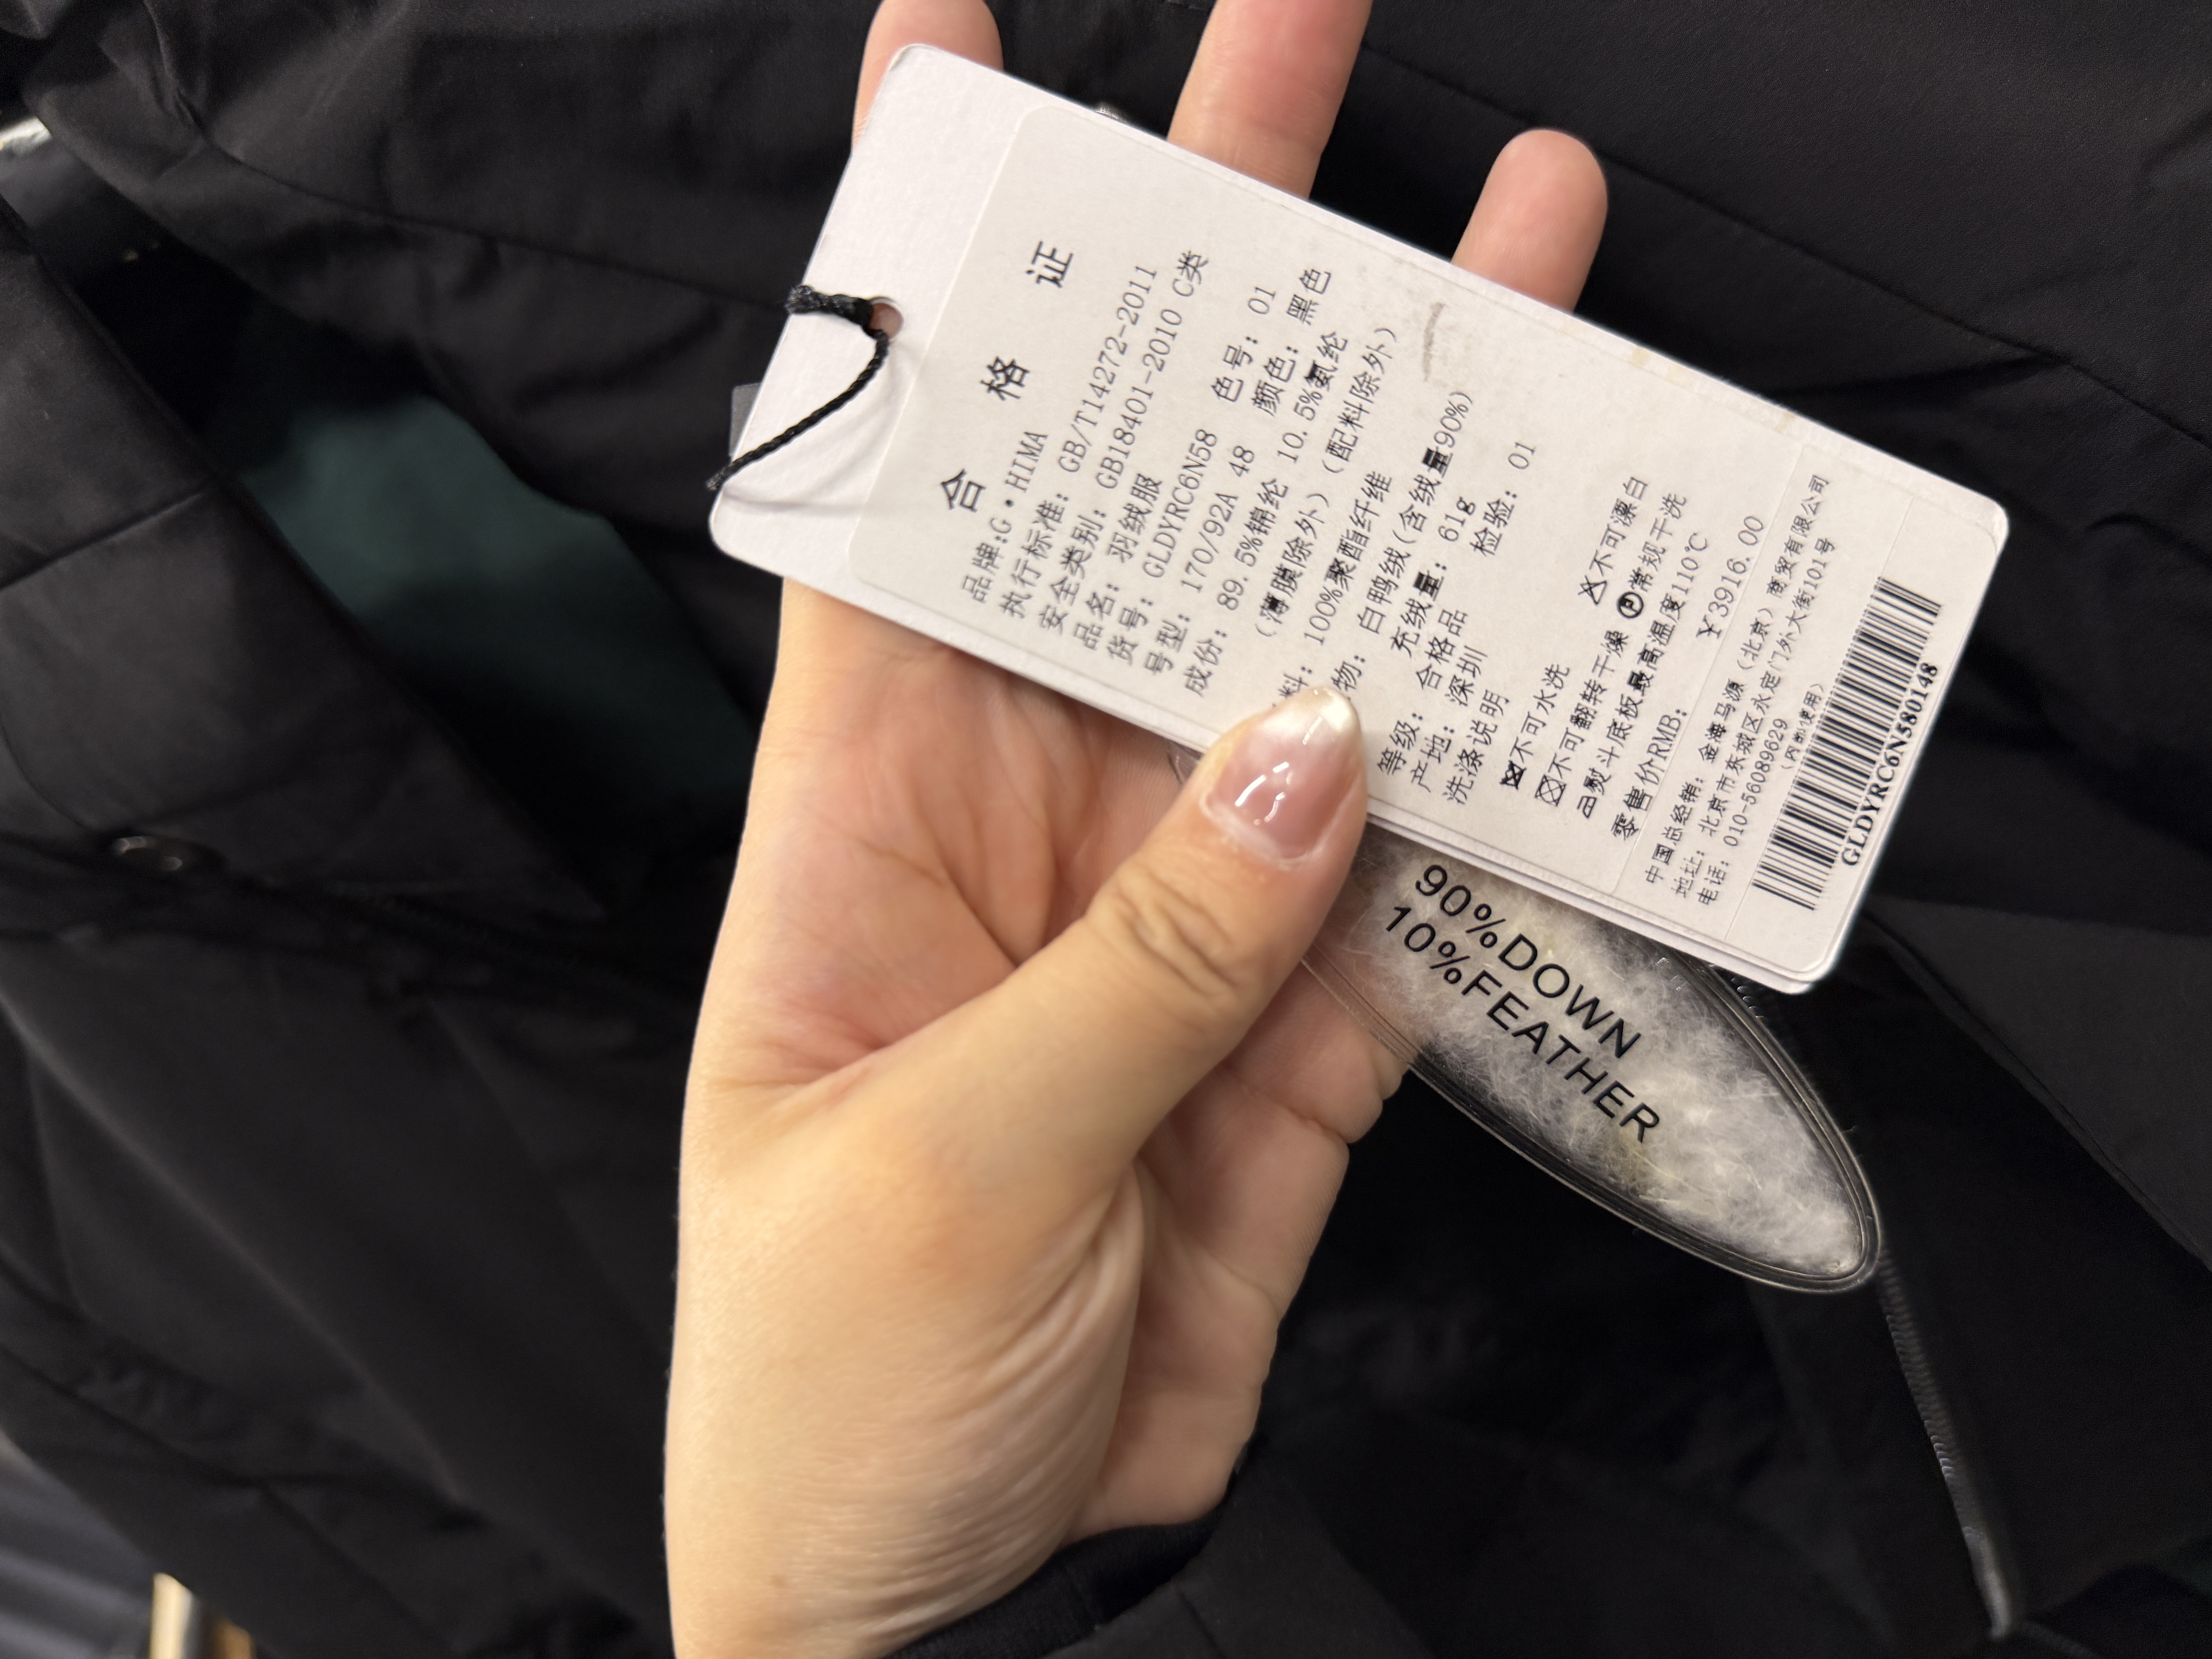 合 格 证
品牌:G·HIMA
执行标准: GB/T14272-2011
安全类别: GB18401-2010 C类
品名: 羽绒服
货号: GLDYRC6N58 色号: 01
号型: 170/92A 48 颜色: 黑色
成份: 89.5%锦纶 10.5%氨纶
(薄膜除外)(配料除外)
料: 100%聚酯纤维
物: 白鸭绒(含绒量90%)
充绒量: 61g
等级: 合格品 检验: 01
产地: 深圳
洗涤说明
不可水洗 不可漂白
不可翻转干燥 Ⓟ常规干洗
熨斗底板最高温度110℃
零售价RMB: ¥3916.00
中国总经销: 金海马源(北京)商贸有限公司
地址: 北京市东城区永定门外大街101号
电话: 010-56089629
(内部使用)
GLDYRC6N580148
90%DOWN
10%FEATHER